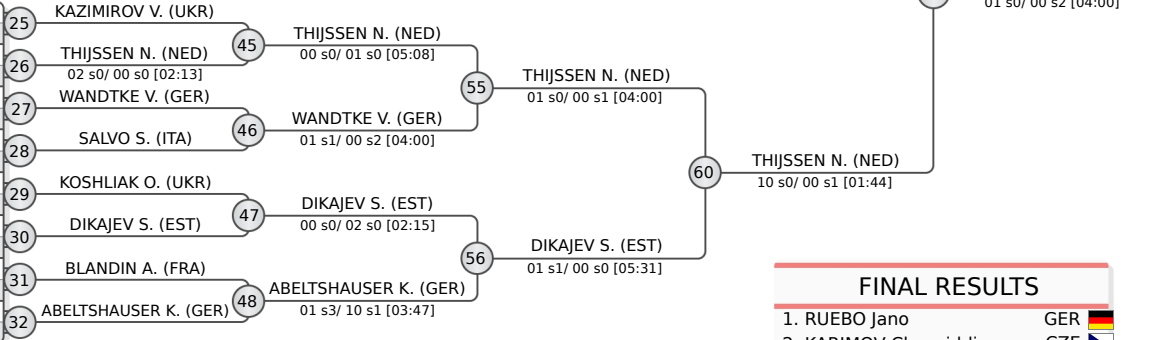 01 s0/ 00 s2 [04:00]
25
KAZIMIROV V. (UKR)
45
THIJSSEN N. (NED)
00 s0/ 01 s0 [05:08]
26
THIJSSEN N. (NED)
02 s0/ 00 s0 [02:13]
55
THIJSSEN N. (NED)
01 s0/ 00 s1 [04:00]
27
WANDTKE V. (GER)
46
WANDTKE V. (GER)
01 s1/ 00 s2 [04:00]
28
SALVO S. (ITA)
60
THIJSSEN N. (NED)
10 s0/ 00 s1 [01:44]
29
KOSHLIAK O. (UKR)
47
DIKAJEV S. (EST)
00 s0/ 02 s0 [02:15]
30
DIKAJEV S. (EST)
56
DIKAJEV S. (EST)
01 s1/ 00 s0 [05:31]
31
BLANDIN A. (FRA)
48
ABELTSHAUSER K. (GER)
01 s3/ 10 s1 [03:47]
32
ABELTSHAUSER K. (GER)
FINAL RESULTS
1. RUEBO Jano GER